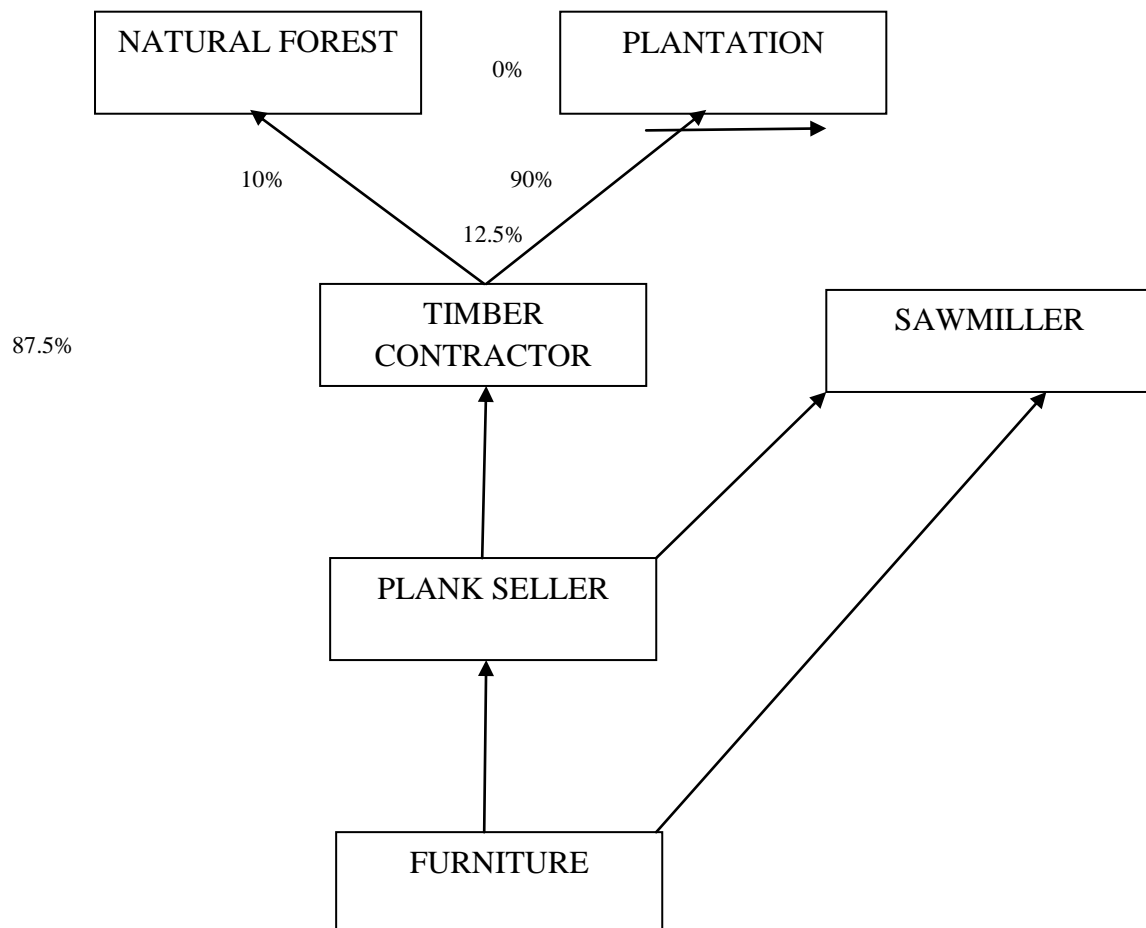 NATURAL FOREST
PLANTATION
0%
10%
90%
12.5%
TIMBER
CONTRACTOR
SAWMILLER
87.5%
PLANK SELLER
FURNITURE